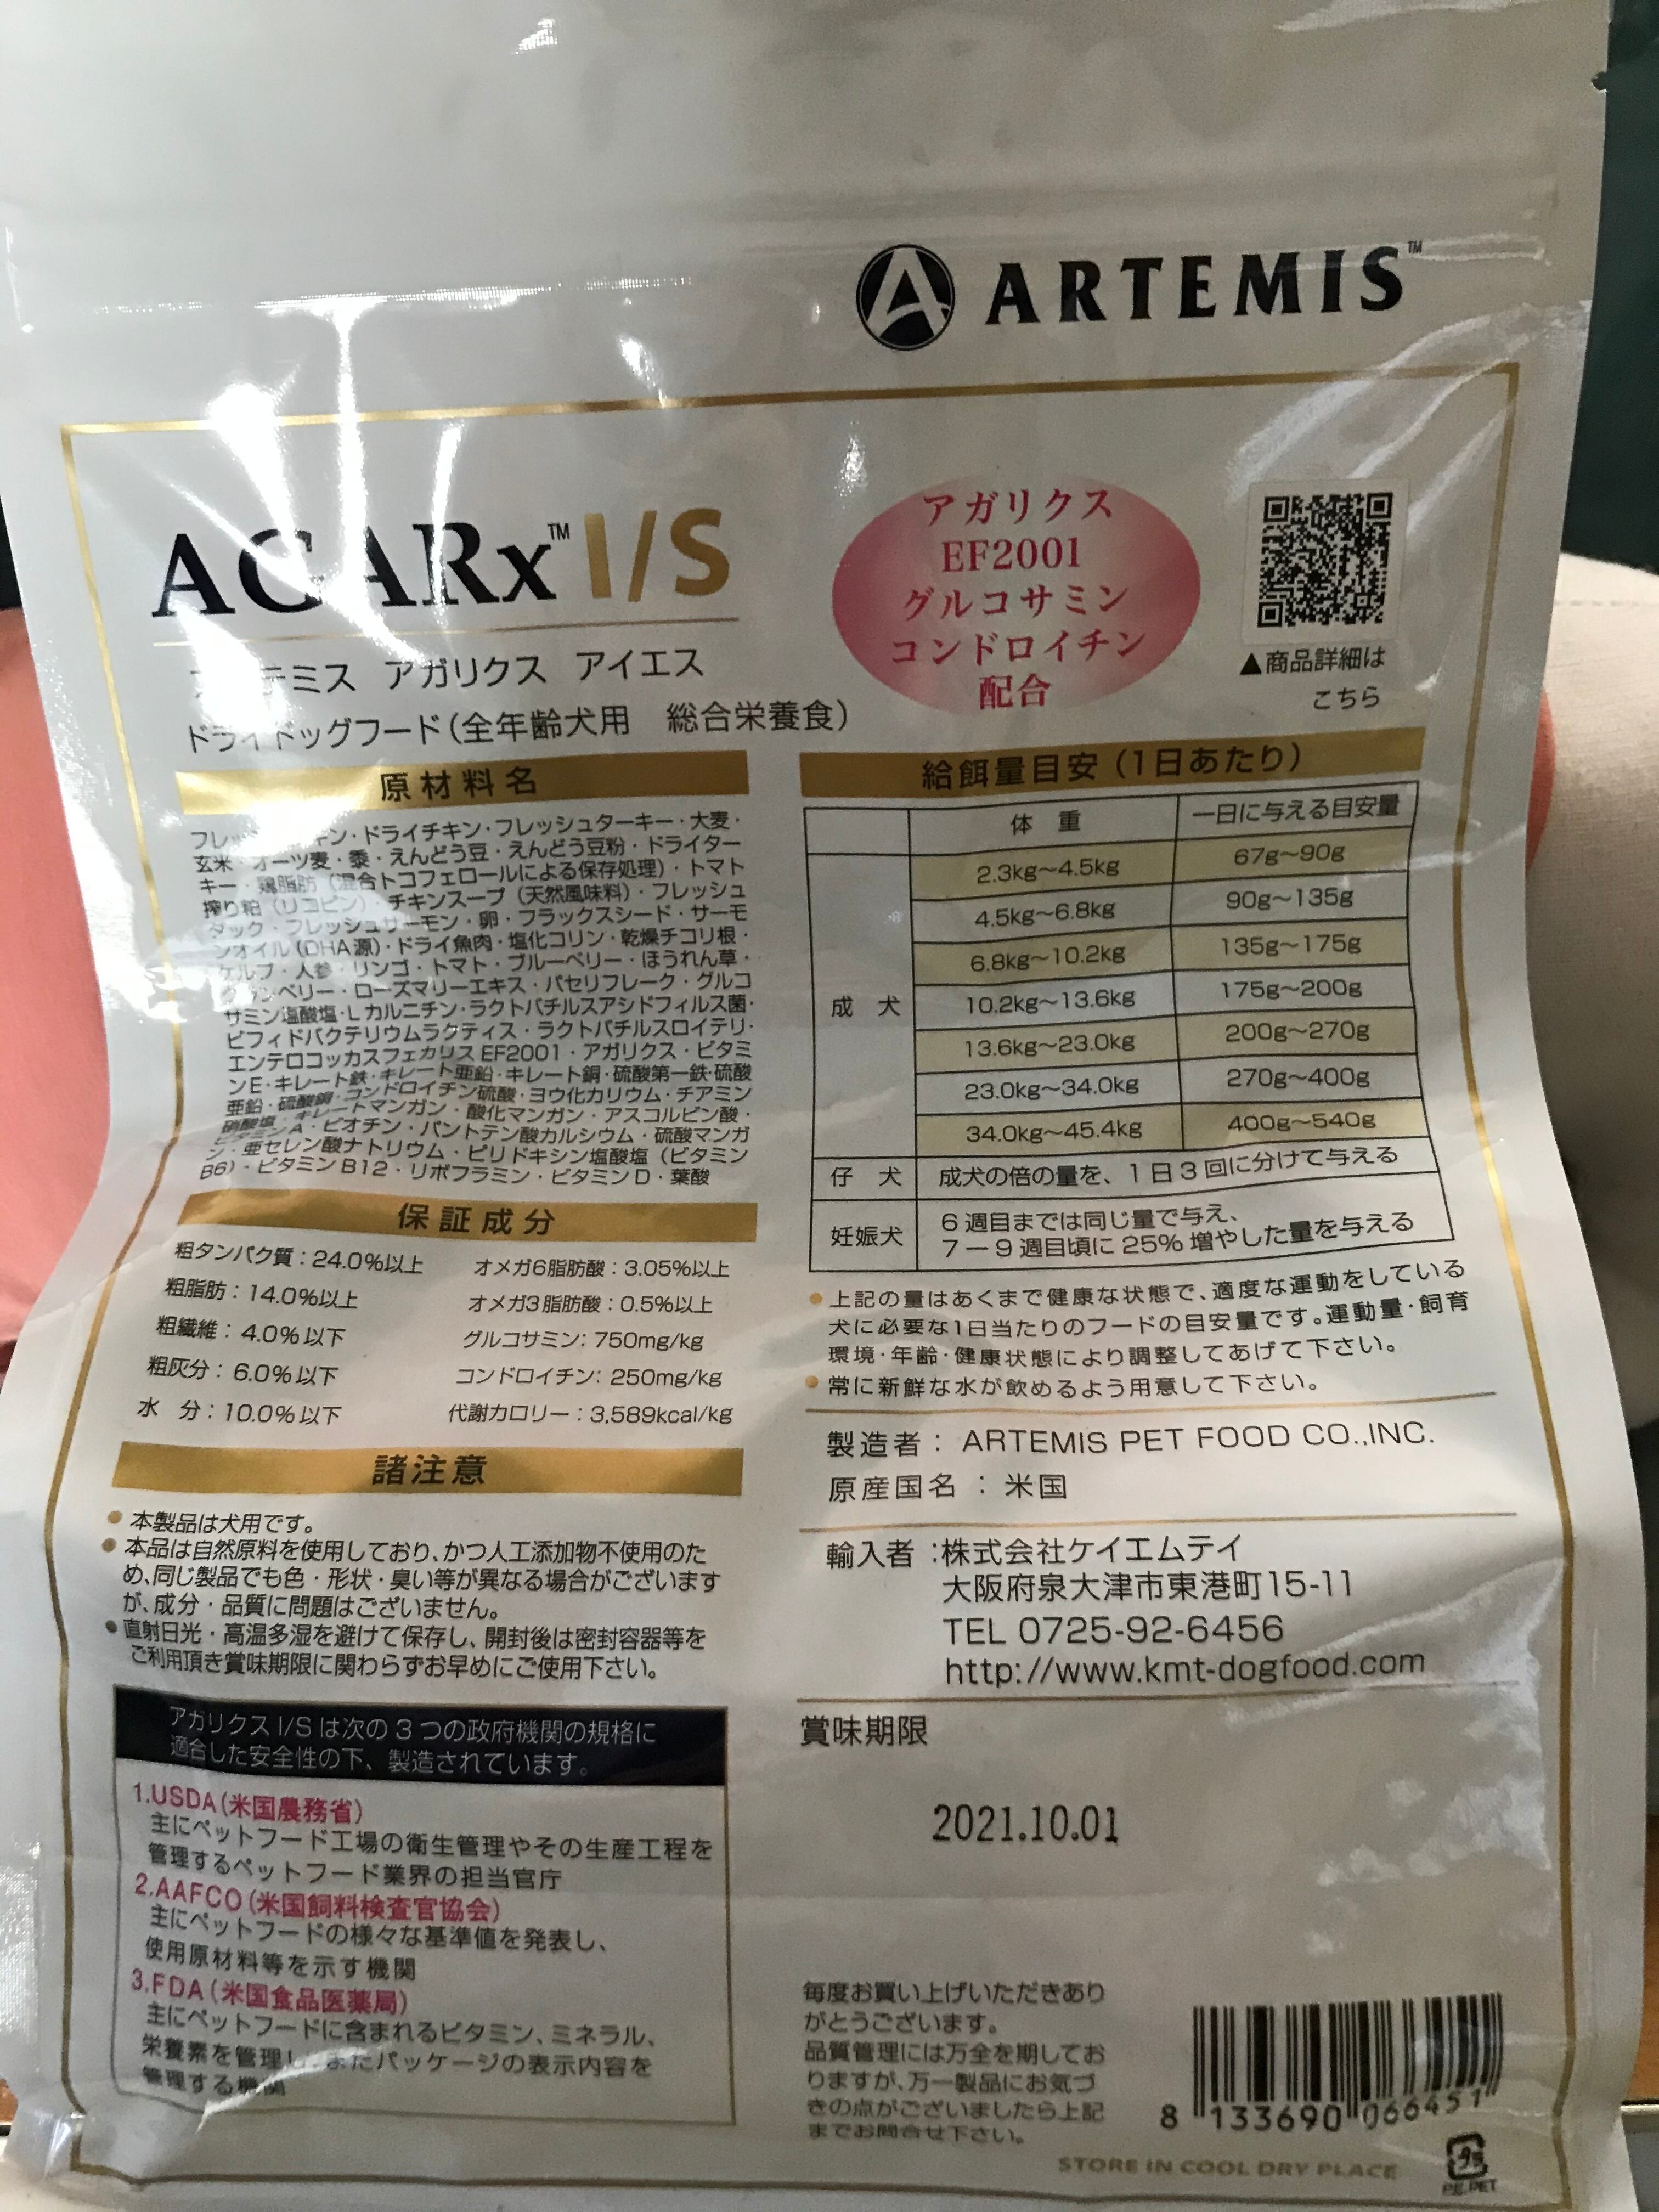 ARTEMIS™
ARx™ I/S
ミス アガリクス アイエス
ドライドッグフード(全年齢犬用 総合栄養食)
アガリクス
EF2001
グルコサミン
コンドロイチン
配合
▲商品詳細は
こちら
原材料名
フレッ キン・ドライチキン・フレッシュターキー・大麦・
玄米・オーツ麦・黍・えんどう豆・えんどう豆粉・ドライター
キー・鶏脂肪(混合トコフェロールによる保存処理)・トマト
搾り粕(リコピン)・チキンスープ(天然風味料)・フレッシュ
ダック・フレッシュサーモン・卵・フラックスシード・サーモ
ンオイル(DHA源)・ドライ魚肉・塩化コリン・乾燥チコリ根・
ケルプ・人参・リンゴ・トマト・ブルーベリー・ほうれん草・
クランベリー・ローズマリーエキス・パセリフレーク・グルコ
サミン塩酸塩・Lカルニチン・ラクトバチルスアシドフィルス菌・
ビフィドバクテリウムラクティス・ラクトバチルスロイテリ・
エンテロコッカスフェカリスEF2001・アガリクス・ビタミ
ンE・キレート鉄・キレート亜鉛・キレート銅・硫酸第一鉄・硫酸
亜鉛・硫酸銅・コンドロイチン硫酸・ヨウ化カリウム・チアミン
硝酸塩・キレートマンガン・酸化マンガン・アスコルビン酸・
ビタミンA・ビオチン・パントテン酸カルシウム・硫酸マンガ
ン・亜セレン酸ナトリウム・ピリドキシン塩酸塩(ビタミン
B6)・ビタミンB12・リボフラビン・ビタミンD・葉酸
保証成分
粗タンパク質:24.0%以上
粗脂肪:14.0%以上
粗繊維:4.0%以下
粗灰分:6.0%以下
水 分:10.0%以下
オメガ6脂肪酸:3.05%以上
オメガ3脂肪酸:0.5%以上
グルコサミン:750mg/kg
コンドロイチン:250mg/kg
代謝カロリー:3,589kcal/kg
諸注意
●本製品は犬用です。
●本品は自然原料を使用しており、かつ人工添加物不使用のた
め、同じ製品でも色・形状・臭い等が異なる場合がございます
が、成分・品質に問題はございません。
●直射日光・高温多湿を避けて保存し、開封後は密封容器等を
ご利用頂き賞味期限に関わらずお早めにご使用下さい。
アガリクスI/Sは次の3つの政府機関の規格に
適合した安全性の下、製造されています。
1.USDA(米国農務省)
主にペットフード工場の衛生管理やその生産工程を
管理するペットフード業界の担当官庁
2.AAFCO(米国飼料検査官協会)
主にペットフードの様々な基準値を発表し、
使用原材料等を示す機関
3.FDA(米国食品医薬局)
主にペットフードに含まれるビタミン、ミネラル、
栄養素を管理し、またパッケージの表示内容を
管理する機関
給餌量目安(1日あたり)
体 重 一日に与える目安量
成 犬
2.3kg〜4.5kg 67g〜90g
4.5kg〜6.8kg 90g〜135g
6.8kg〜10.2kg 135g〜175g
10.2kg〜13.6kg 175g〜200g
13.6kg〜23.0kg 200g〜270g
23.0kg〜34.0kg 270g〜400g
34.0kg〜45.4kg 400g〜540g
仔 犬 成犬の倍の量を、1日3回に分けて与える
妊娠犬 6週目までは同じ量で与え、
7ー9週目頃に25%増やした量を与える
●上記の量はあくまで健康な状態で、適度な運動をしている
犬に必要な1日当たりのフードの目安量です。運動量・飼育
環境・年齢・健康状態により調整してあげて下さい。
●常に新鮮な水が飲めるよう用意して下さい。
製造者: ARTEMIS PET FOOD CO.,INC.
原産国名 : 米国
輸入者 :株式会社ケイエムテイ
大阪府泉大津市東港町15-11
TEL 0725-92-6456
http://www.kmt-dogfood.com
賞味期限
2021.10.01
毎度お買い上げいただきあり
がとうございます。
品質管理には万全を期してお
りますが、万一製品にお気づ
きの点がございましたら上記
までお問合せ下さい。
8 133690 066451
STORE IN COOL DRY PLACE
PE,PET